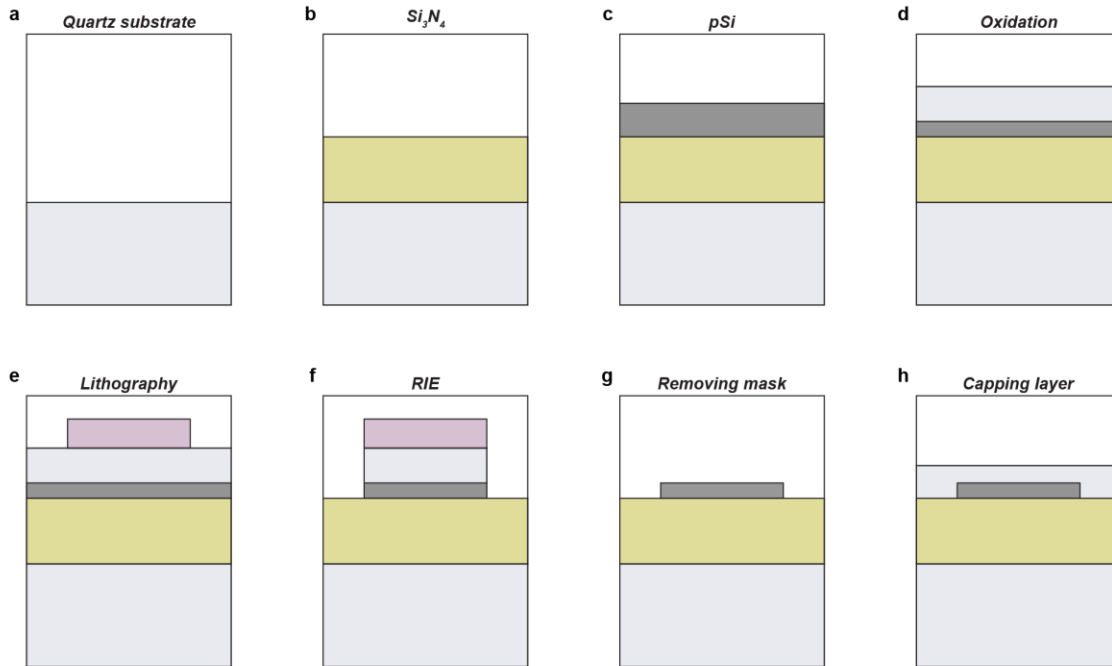 a Quartz substrate
b Si₃N₄
c pSi
d Oxidation
e Lithography
f RIE
g Removing mask
h Capping layer